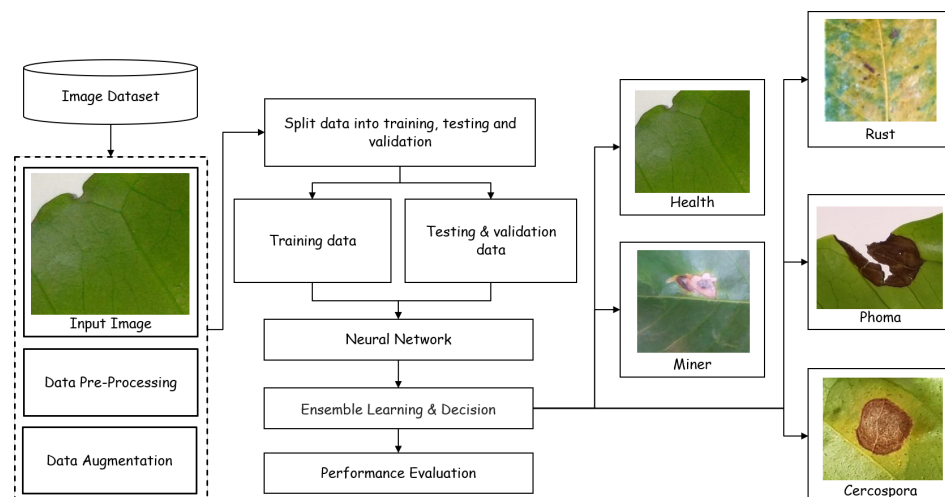 Image Dataset
Input Image
Data Pre-Processing
Data Augmentation
Split data into training, testing and
validation
Training data
Testing & validation
data
Neural Network
Ensemble Learning & Decision
Performance Evaluation
Health
Miner
Rust
Phoma
Cercospora